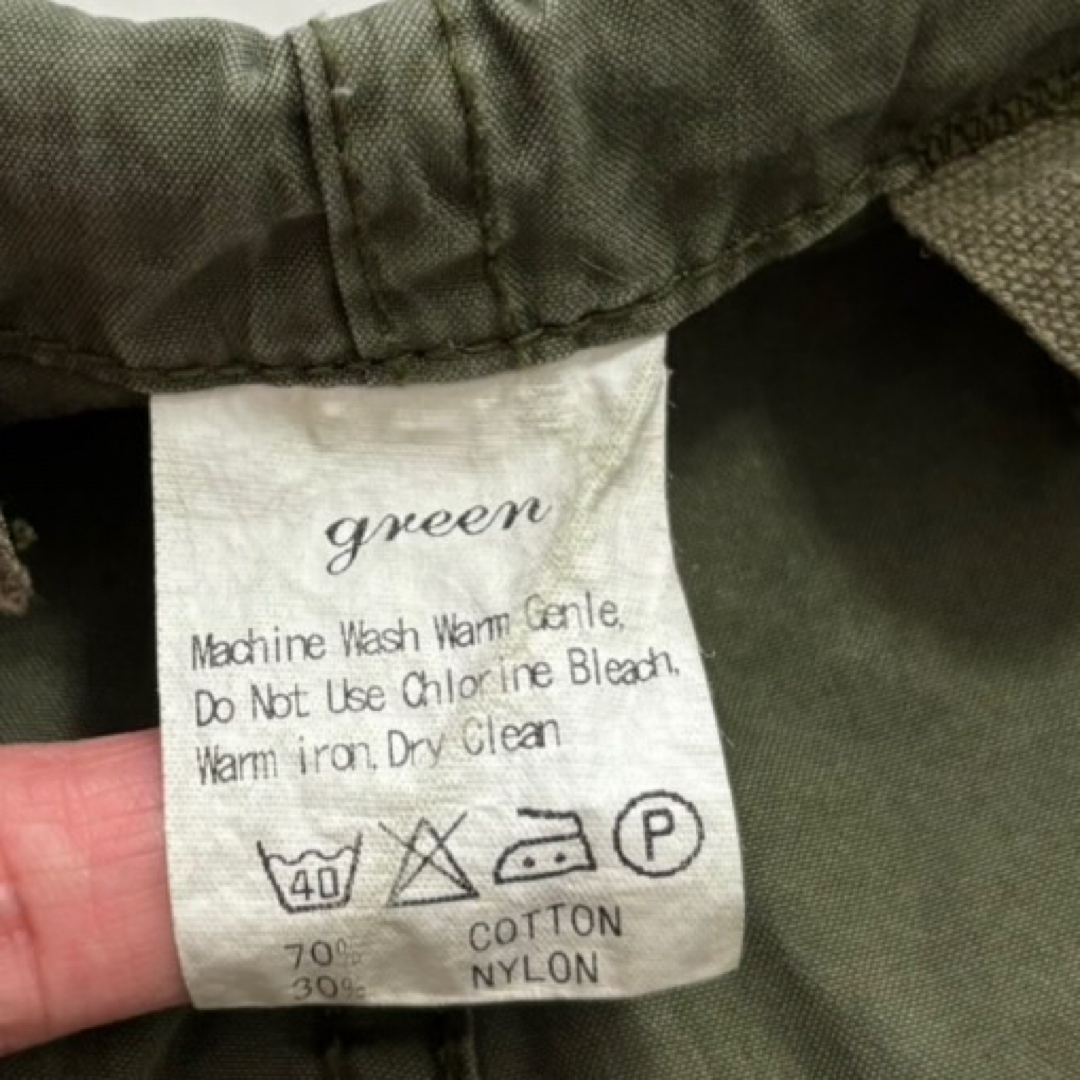 green
Machine Wash Warm Genle,
Do Not Use Chlorine Bleach,
Warm iron, Dry Clean
40 P
70% COTTON
30% NYLON